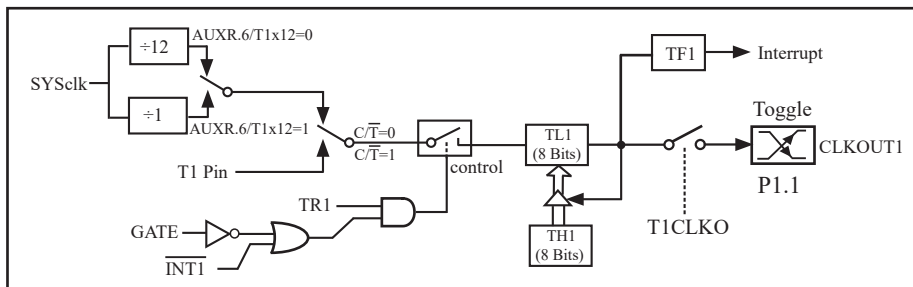 AUXR.6/T1x12=0
÷12
SYSclk
÷1
AUXR.6/T1x12=1
T1 Pin
C/T̅=0
C/T̅=1
control
TR1
GATE
I̅N̅T̅1̅
TL1
(8 Bits)
TH1
(8 Bits)
TF1
Interrupt
Toggle
CLKOUT1
P1.1
T1CLKO